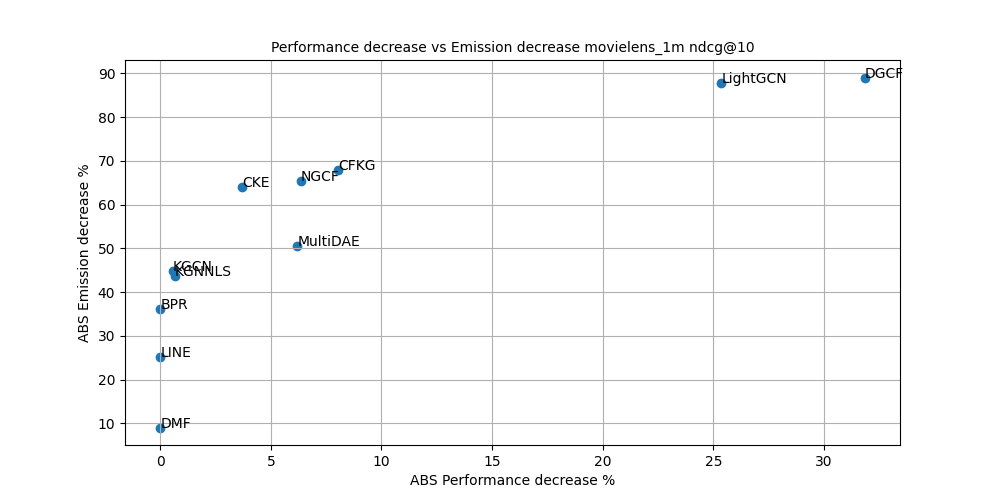 Performance decrease vs Emission decrease movielens_1m ndcg@10
90
80
70
60
50
40
30
20
10
ABS Emission decrease %
DGCF
LightGCN
CFKG
NGCF
CKE
MultiDAE
KGCN
KGNNLS
BPR
LINE
DMF
0
5
10
15
20
25
30
ABS Performance decrease %